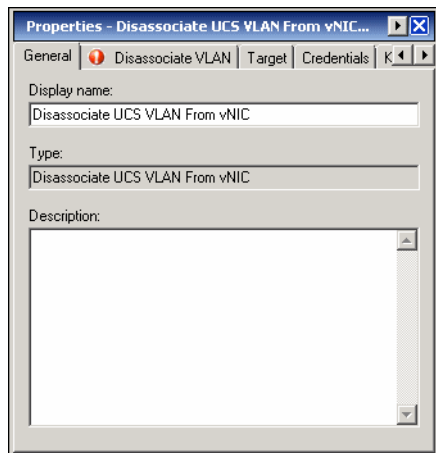 Properties - Disassociate UCS VLAN From vNIC...
General Disassociate VLAN Target Credentials K
Display name:
Disassociate UCS VLAN From vNIC
Type:
Disassociate UCS VLAN From vNIC
Description: